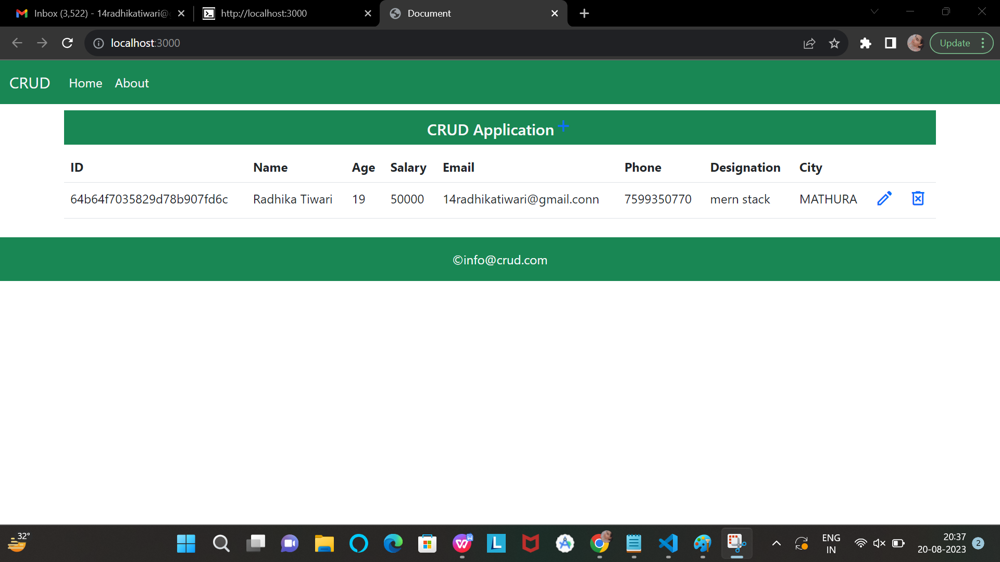 Inbox (3,522) - 14radhikatiwari@
http://localhost:3000
Document
localhost:3000
Update
CRUD Home About
CRUD Application +
ID Name Age Salary Email Phone Designation City
64b64f7035829d78b907fd6c Radhika Tiwari 19 50000 14radhikatiwari@gmail.conn 7599350770 mern stack MATHURA
©info@crud.com
32°
ENG
IN
20:37
20-08-2023
2